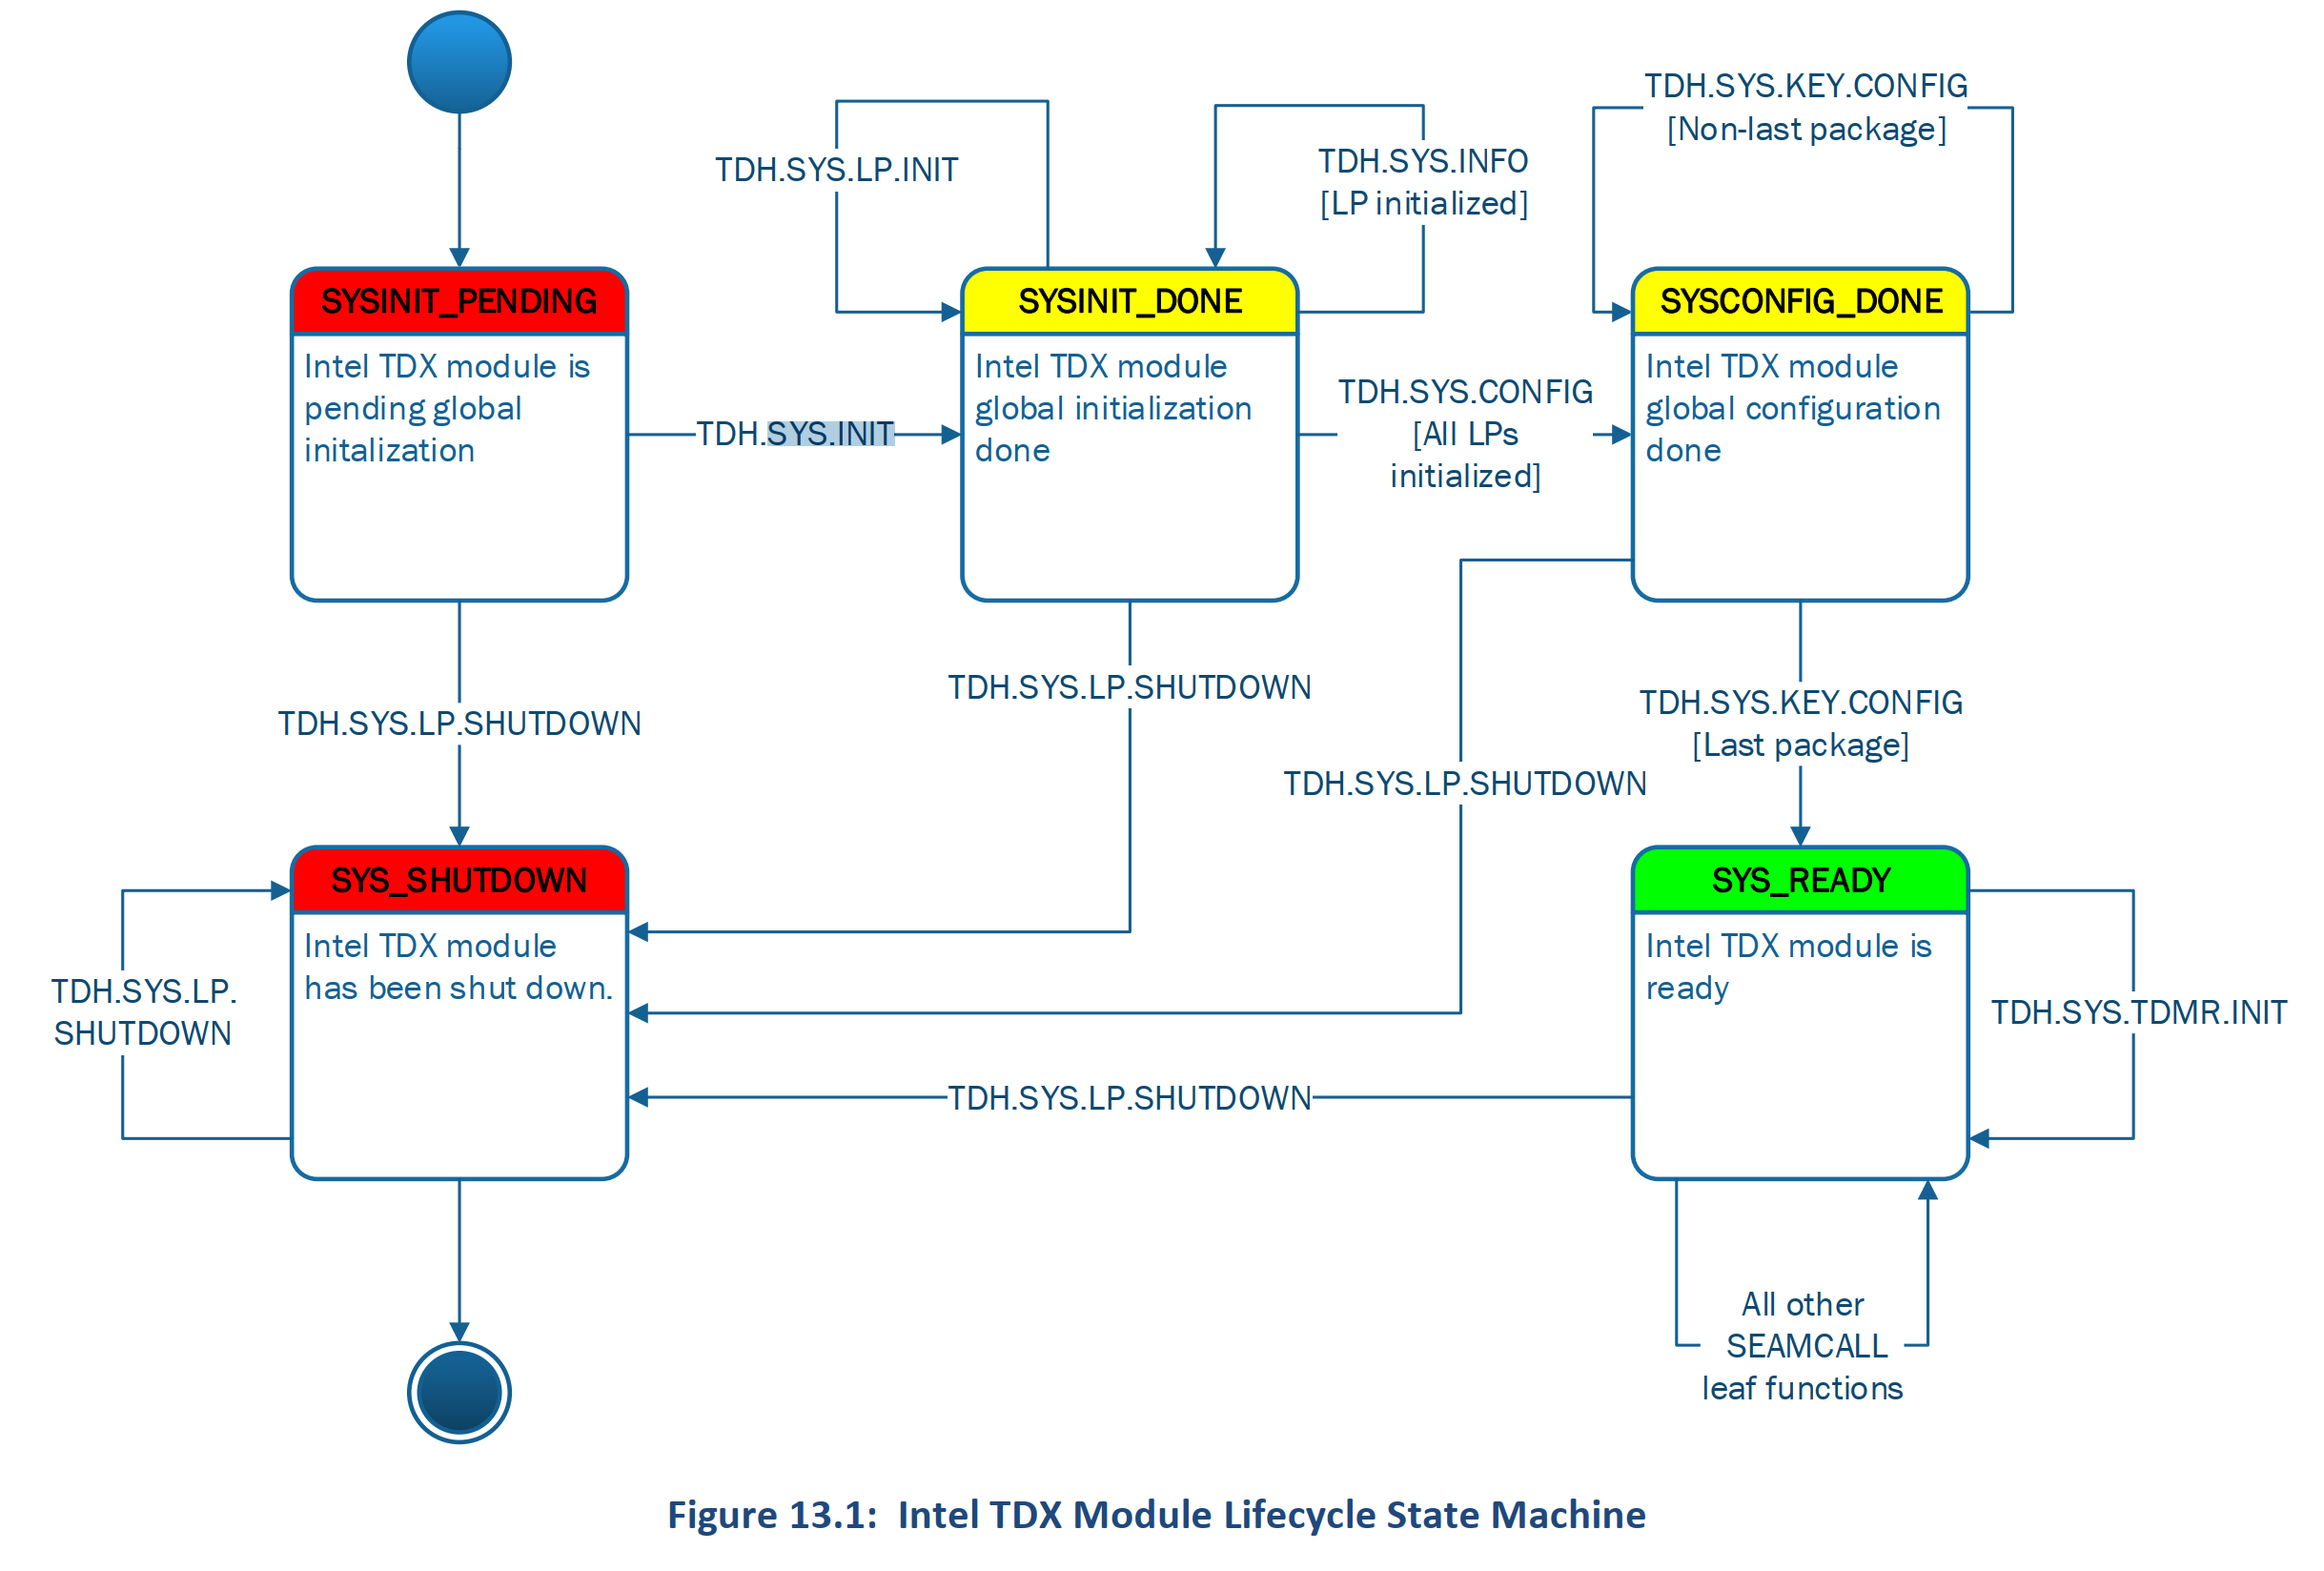 TDH.SYS.KEY.CONFIG
[Non-last package]
TDH.SYS.LP.INIT
TDH.SYS.INFO
[LP initialized]
SYSINIT_PENDING
Intel TDX module is
pending global
initalization
TDH.SYS.INIT
SYSINIT_DONE
Intel TDX module
global initialization
done
TDH.SYS.CONFIG
[All LPs
initialized]
SYSCONFIG_DONE
Intel TDX module
global configuration
done
TDH.SYS.LP.SHUTDOWN
TDH.SYS.LP.SHUTDOWN
TDH.SYS.LP.SHUTDOWN
TDH.SYS.KEY.CONFIG
[Last package]
SYS_SHUTDOWN
Intel TDX module
has been shut down.
TDH.SYS.LP.
SHUTDOWN
TDH.SYS.LP.SHUTDOWN
SYS_READY
Intel TDX module is
ready
TDH.SYS.TDMR.INIT
All other
SEAMCALL
leaf functions
Figure 13.1: Intel TDX Module Lifecycle State Machine